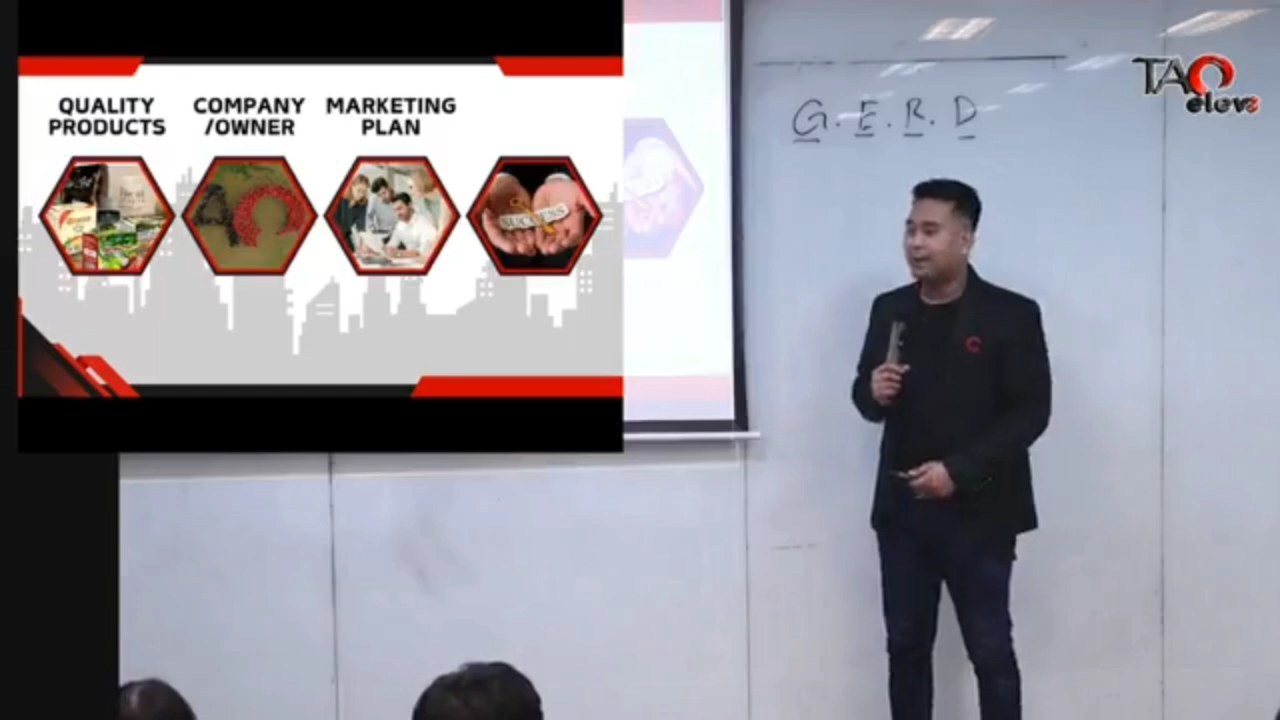 QUALITY
PRODUCTS
COMPANY
/OWNER
MARKETING
PLAN
SUCCESS
G. E. R. D
TAO
eleve